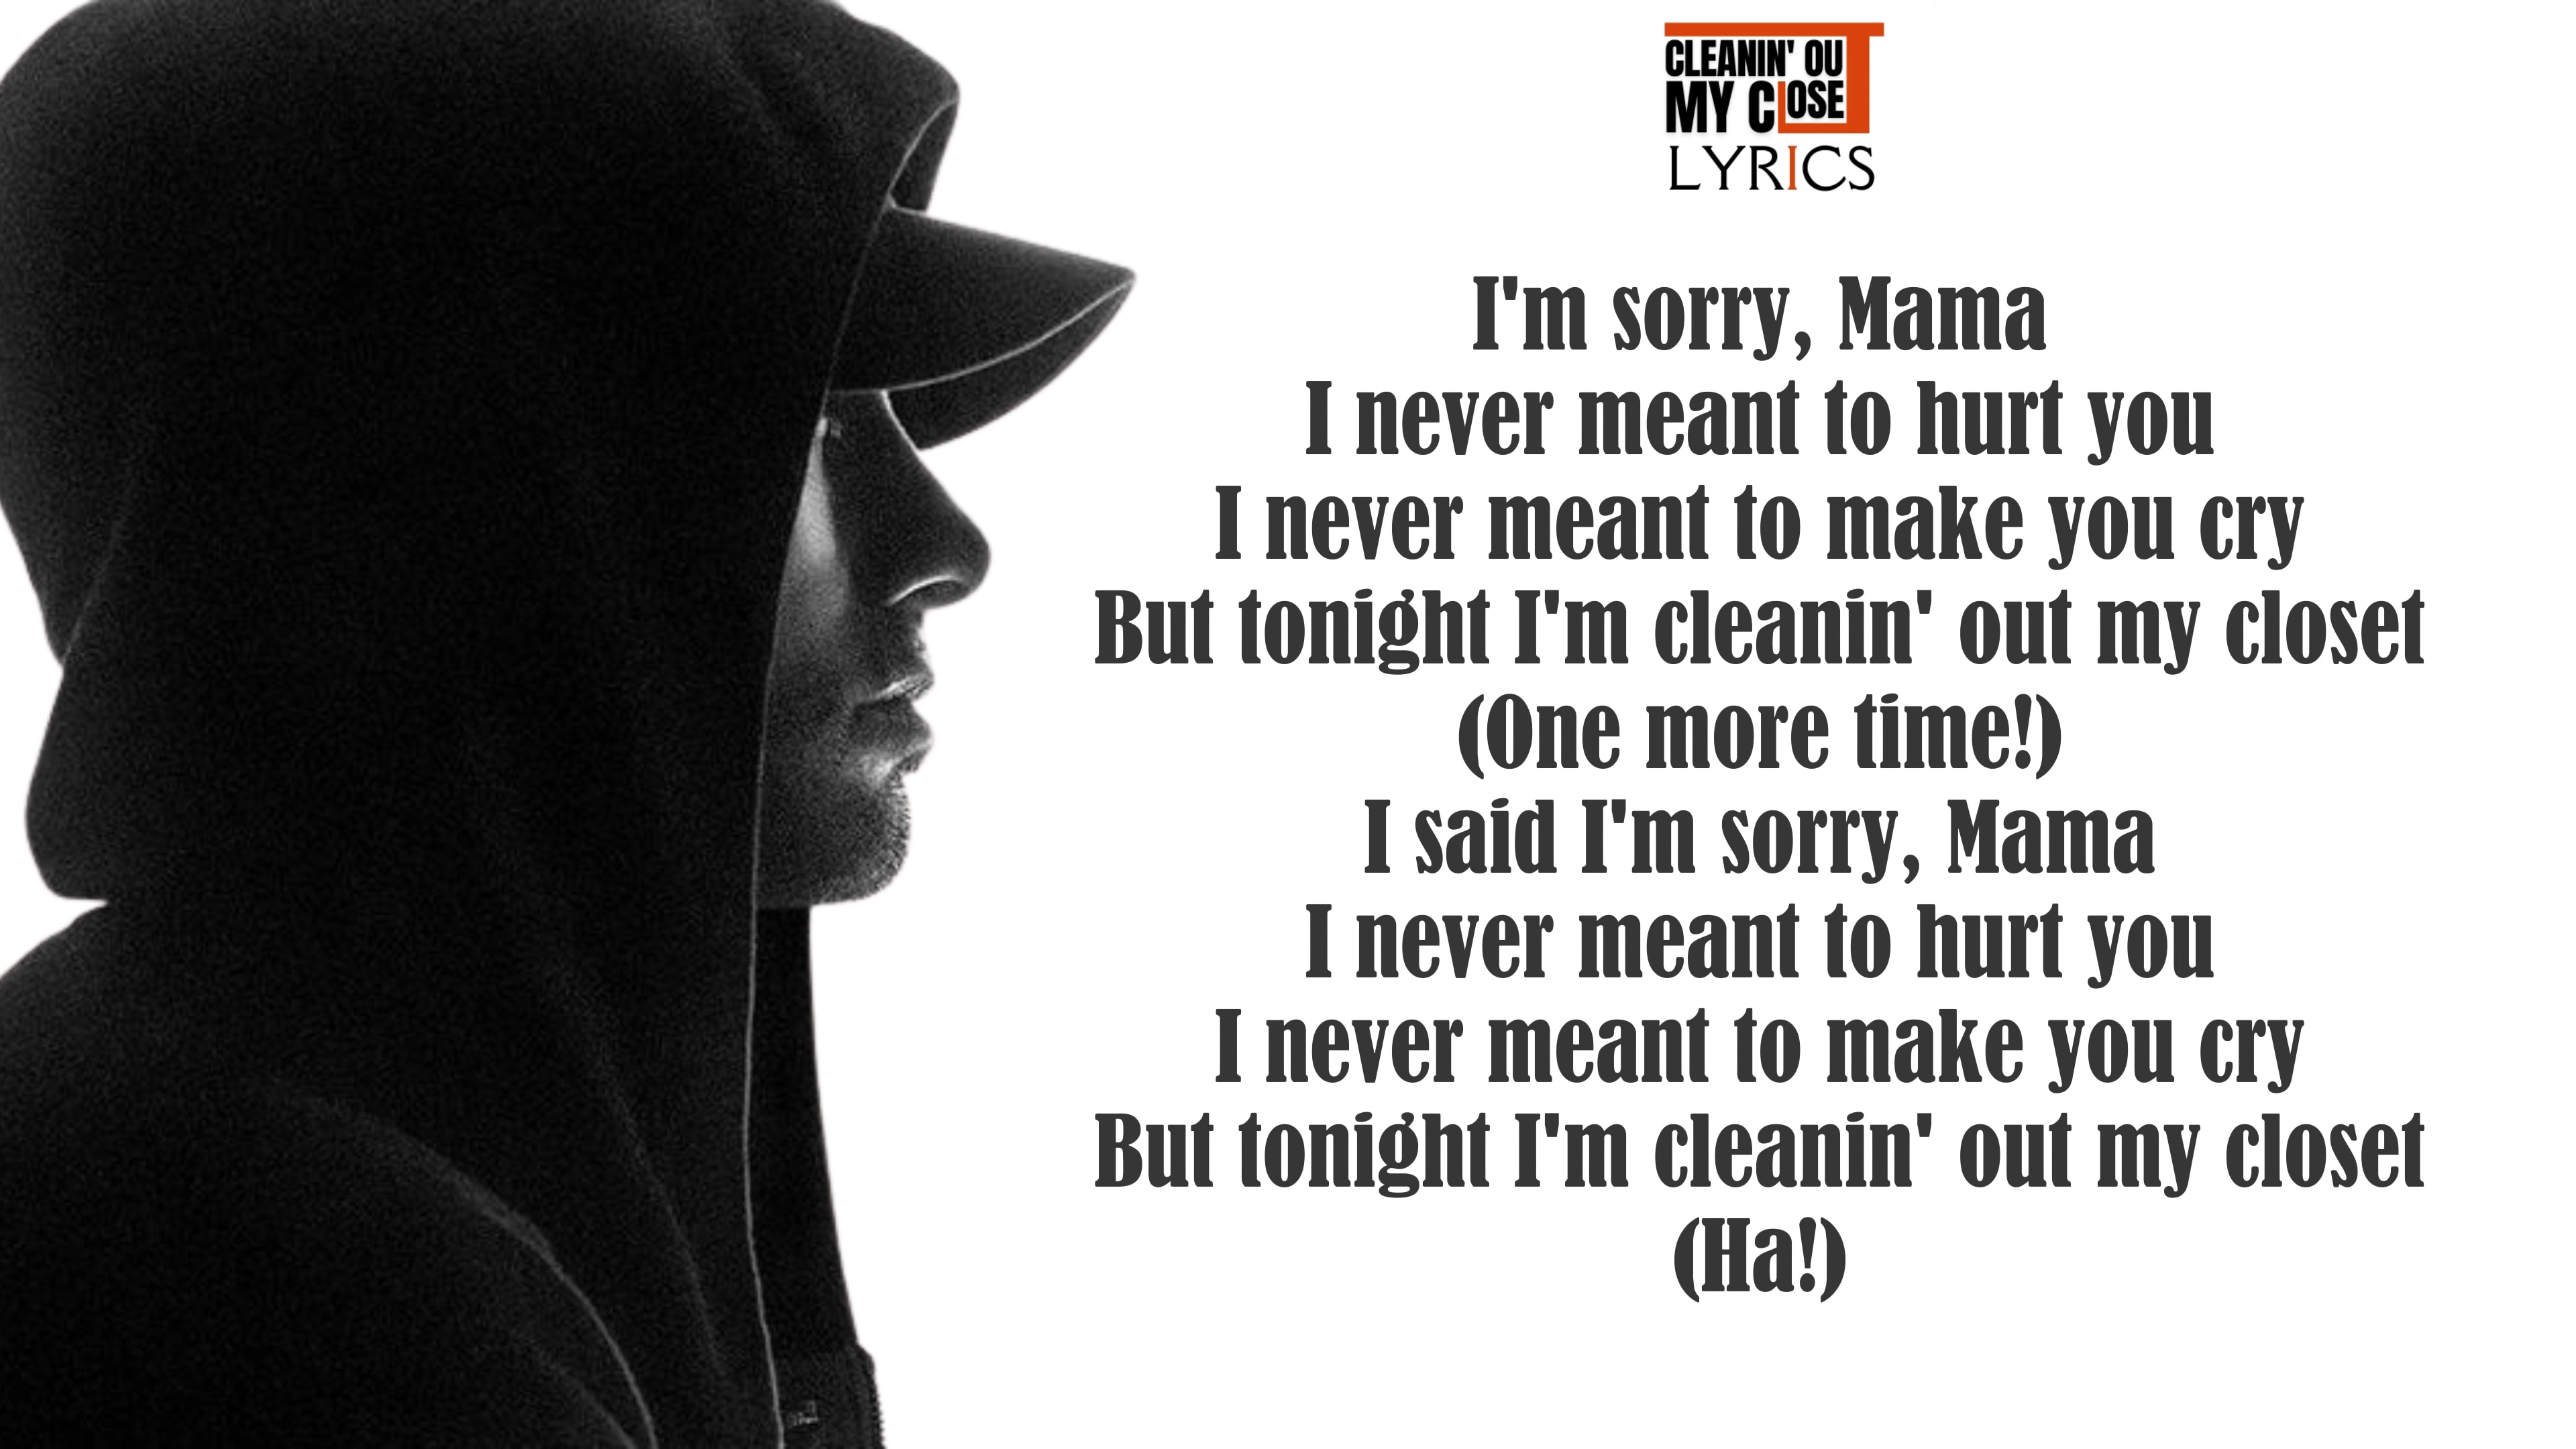 CLEANIN' OUT
MY CLOSET
LYRICS
I'm sorry, Mama
I never meant to hurt you
I never meant to make you cry
But tonight I'm cleanin' out my closet
(One more time!)
I said I'm sorry, Mama
I never meant to hurt you
I never meant to make you cry
But tonight I'm cleanin' out my closet
(Ha!)